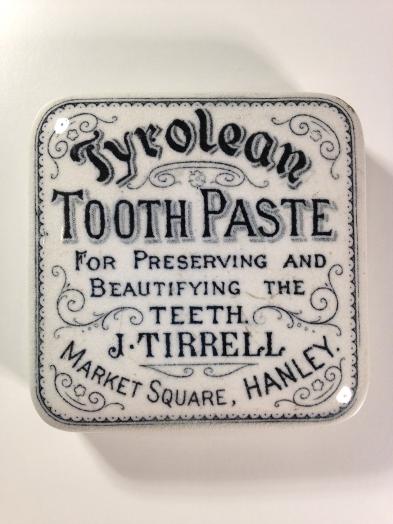 Tyrolean
TOOTH PASTE
FOR PRESERVING AND
BEAUTIFYING THE
TEETH.
J. TIRRELL
MARKET SQUARE, HANLEY.